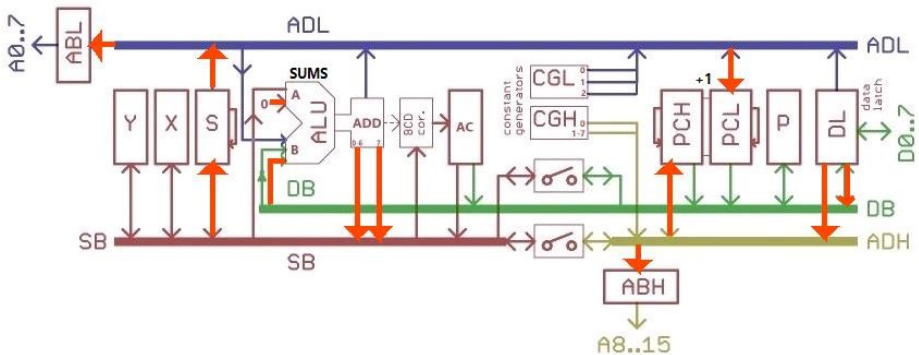 A0..7
ABL
ADL
ADL
Y
X
S
SUMS
0
A
B
ALU
ADD
0-6
7
BCD
cor.
AC
constant
generators
CGL
0
1
2
CGH
0
1-7
+1
PCH
PCL
P
DL
data
latch
D0..7
DB
DB
SB
SB
ADH
ABH
A8..15